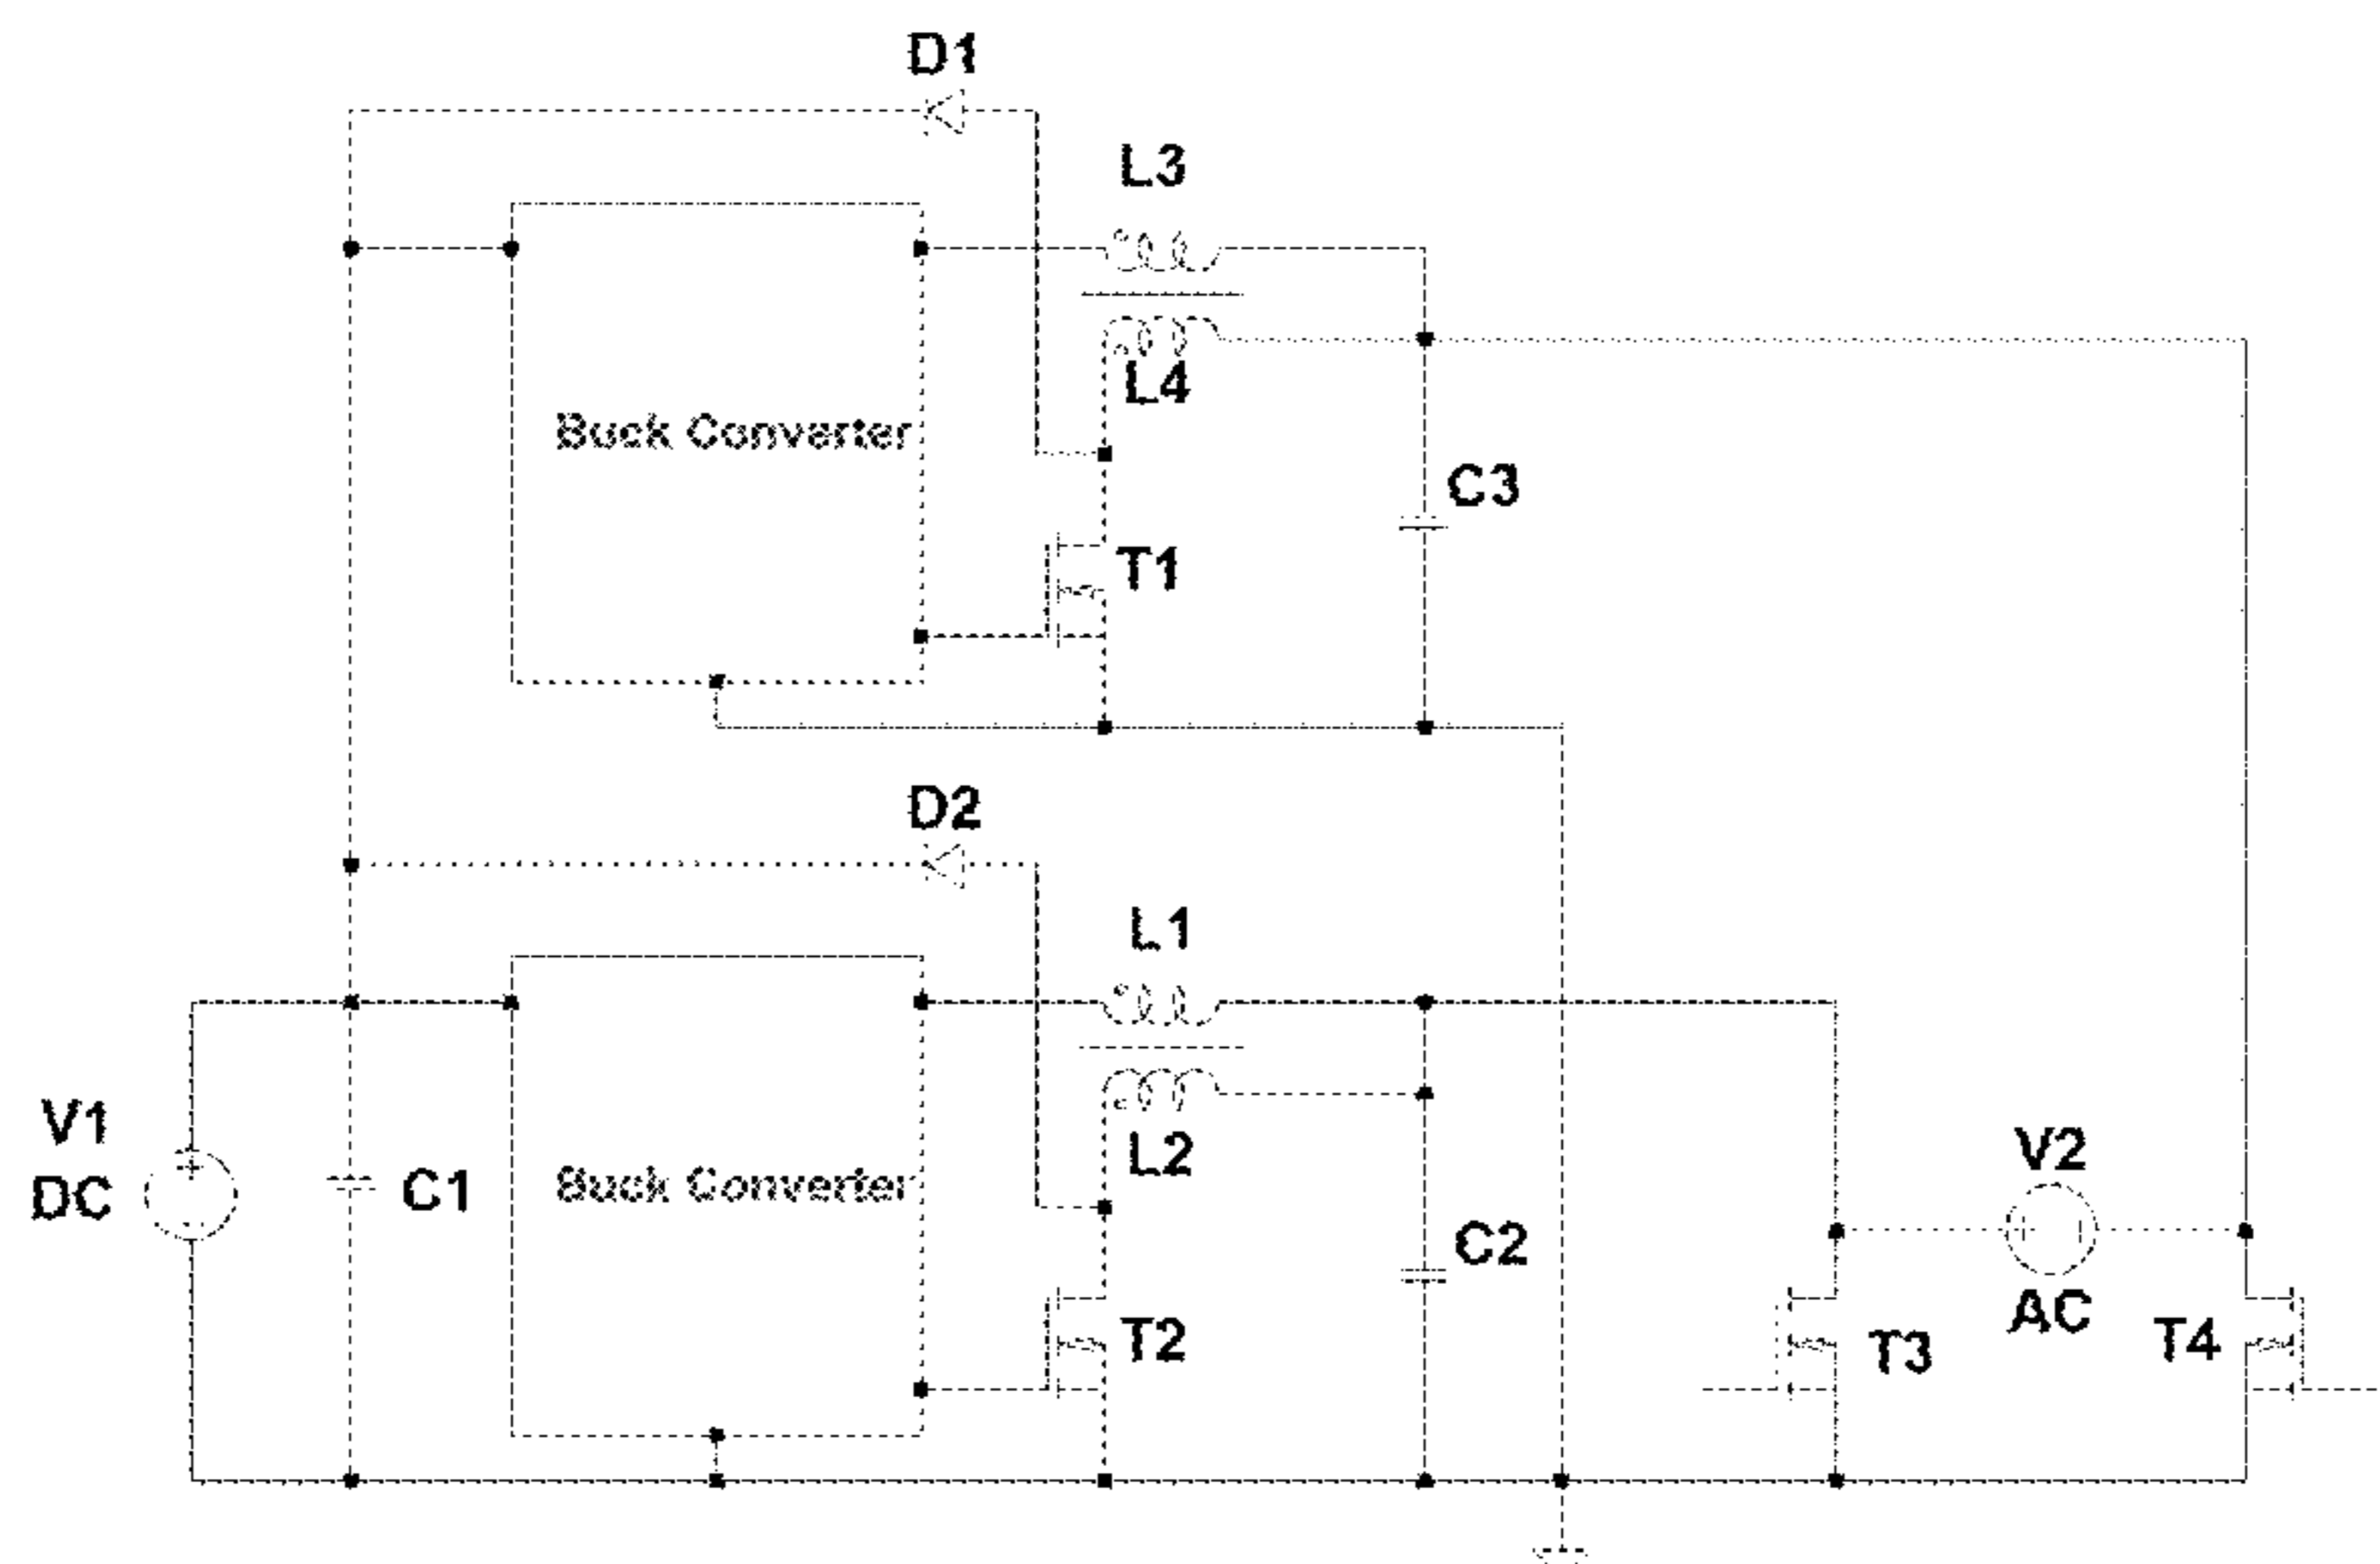 D1
L3
L4
Buck Converter
C3
T1
D2
L1
V1
DC
C1
Buck Converter
L2
C2
V2
AC
T2
T3
T4